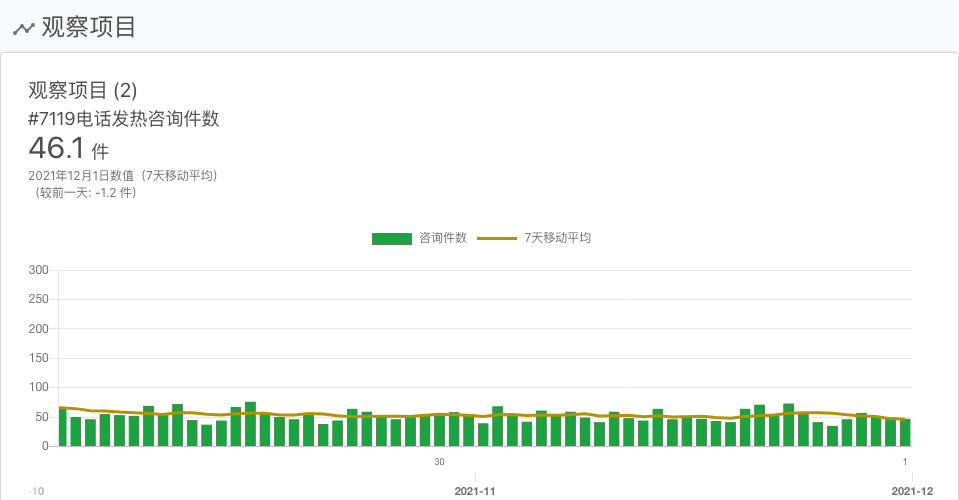 观察项目
观察项目 (2)
#7119电话发热咨询件数
46.1 件
2021年12月1日数值（7天移动平均）
（较前一天: -1.2 件）
咨询件数 7天移动平均
300
250
200
150
100
50
0
30 1
-10 2021-11 2021-12